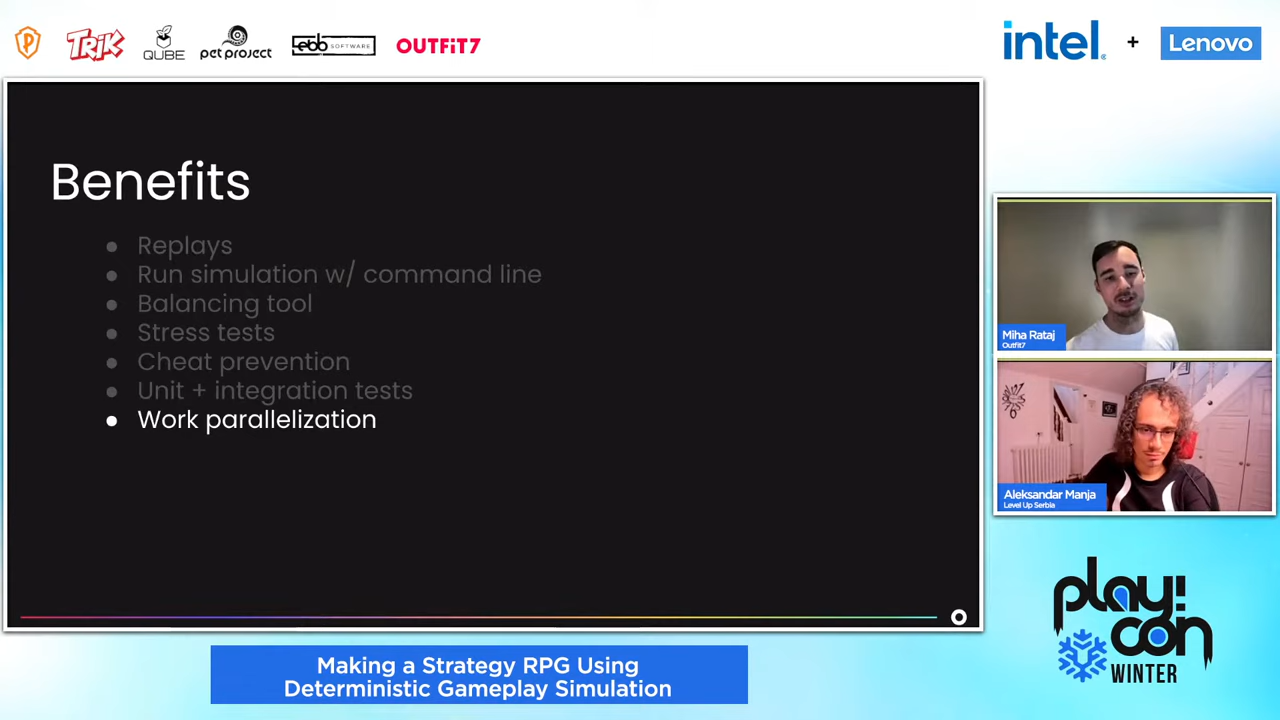 TRIK
QUBE
pet project
Lebb SOFTWARE
OUTFIT7
intel + Lenovo
Benefits
● Replays
● Run simulation w/ command line
● Balancing tool
● Stress tests
● Cheat prevention
● Unit + integration tests
● Work parallelization
Miha Rataj
Outfit7
Aleksandar Manja
Level Up Serbia
play!
con
WINTER
Making a Strategy RPG Using
Deterministic Gameplay Simulation